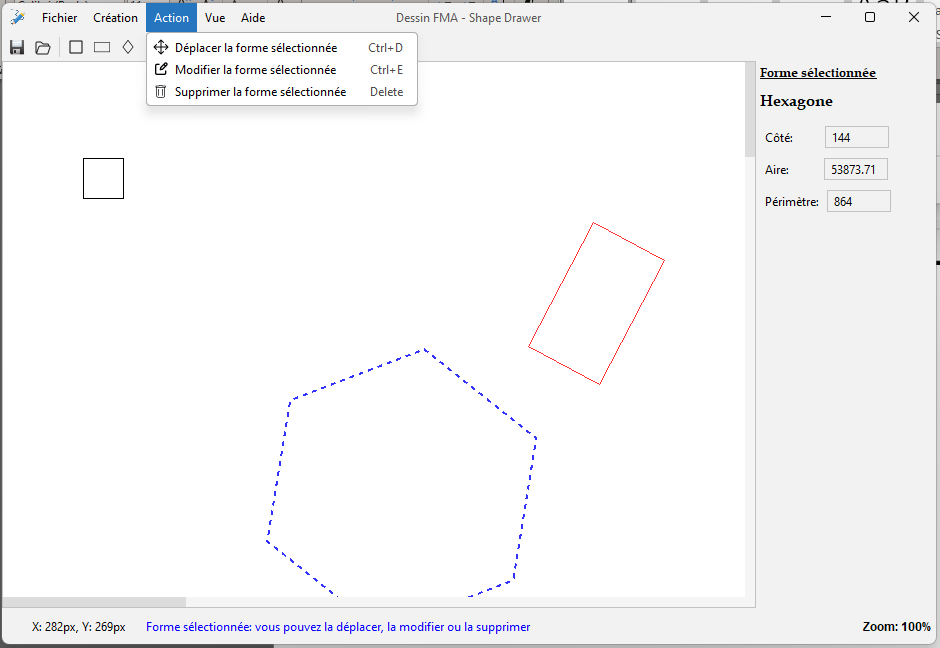 Fichier Création Action Vue Aide Dessin FMA - Shape Drawer
Déplacer la forme sélectionnée Ctrl+D
Modifier la forme sélectionnée Ctrl+E
Supprimer la forme sélectionnée Delete
Forme sélectionnée
Hexagone
Côté: 144
Aire: 53873.71
Périmètre: 864
X: 282px, Y: 269px Forme sélectionnée: vous pouvez la déplacer, la modifier ou la supprimer Zoom: 100%